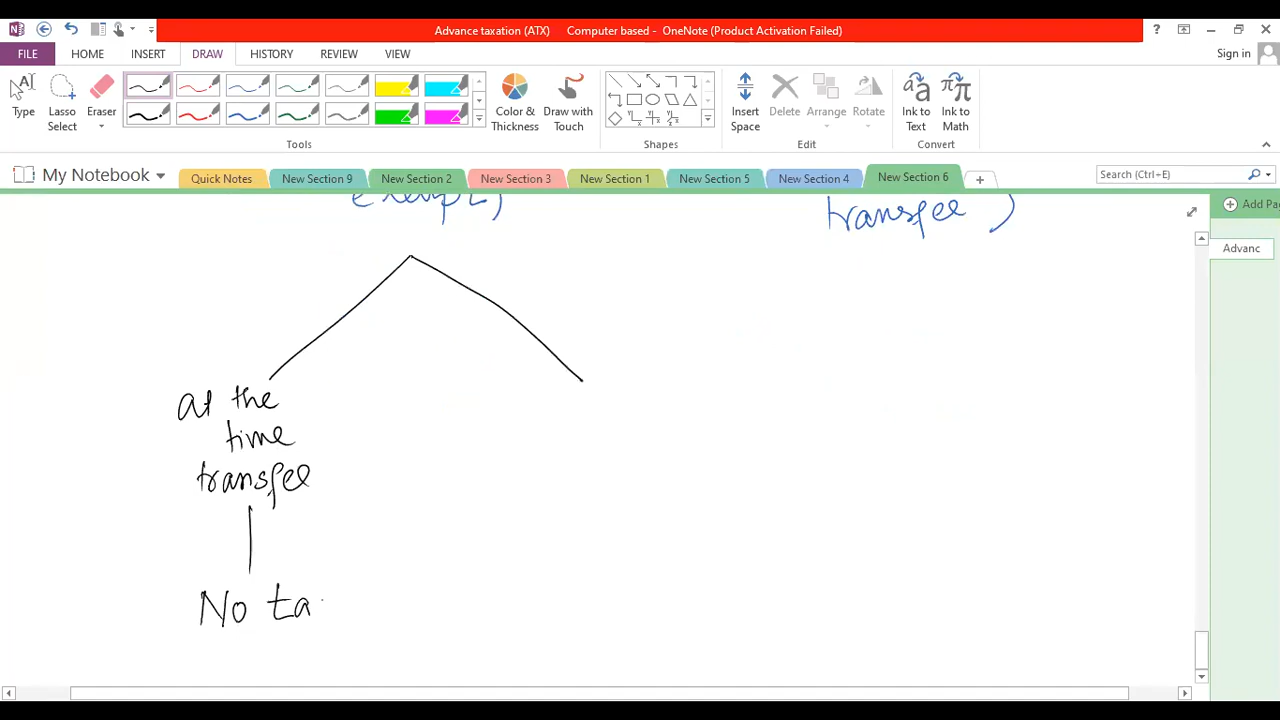 Advance taxation (ATX) Computer based - OneNote (Product Activation Failed)
? 
FILE HOME INSERT DRAW HISTORY REVIEW VIEW Sign in
Type Lasso Select Eraser Color & Thickness Draw with Touch Insert Space Delete Arrange Rotate Ink to Text Ink to Math
Tools Shapes Edit Convert
My Notebook Quick Notes New Section 9 New Section 2 New Section 3 New Section 1 New Section 5 New Section 4 New Section 6 Search (Ctrl+E)
Add Pag
Advanc
transfee )
at the
time
transfee
No ta